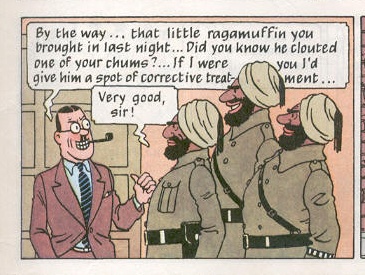 By the way... that little ragamuffin you
brought in last night... Did you know he clouted
one of your chums?... If I were you I'd
give him a spot of corrective treat- ment...
Very good,
sir!